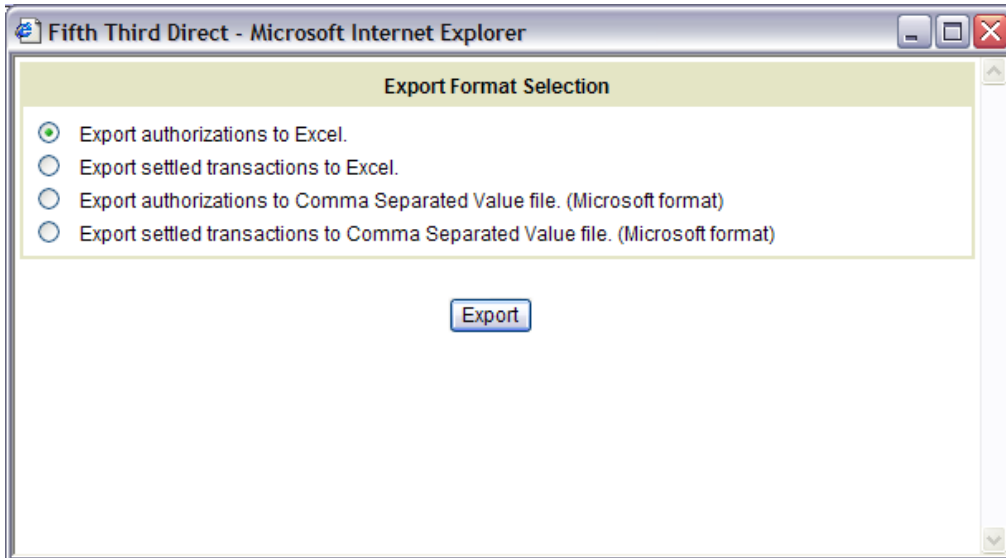 Fifth Third Direct - Microsoft Internet Explorer
Export Format Selection
Export authorizations to Excel.
Export settled transactions to Excel.
Export authorizations to Comma Separated Value file. (Microsoft format)
Export settled transactions to Comma Separated Value file. (Microsoft format)
Export